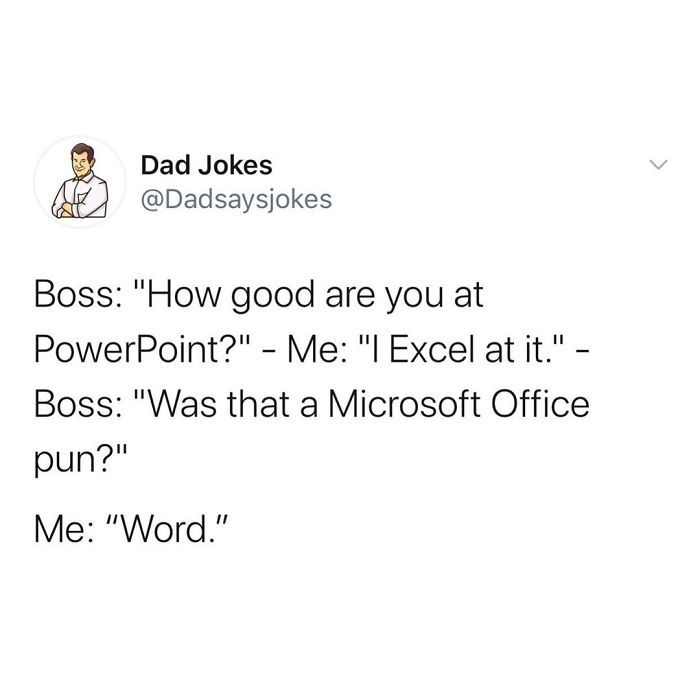 Dad Jokes
@Dadsaysjokes
Boss: "How good are you at
PowerPoint?" - Me: "I Excel at it." -
Boss: "Was that a Microsoft Office
pun?"
Me: “Word.”